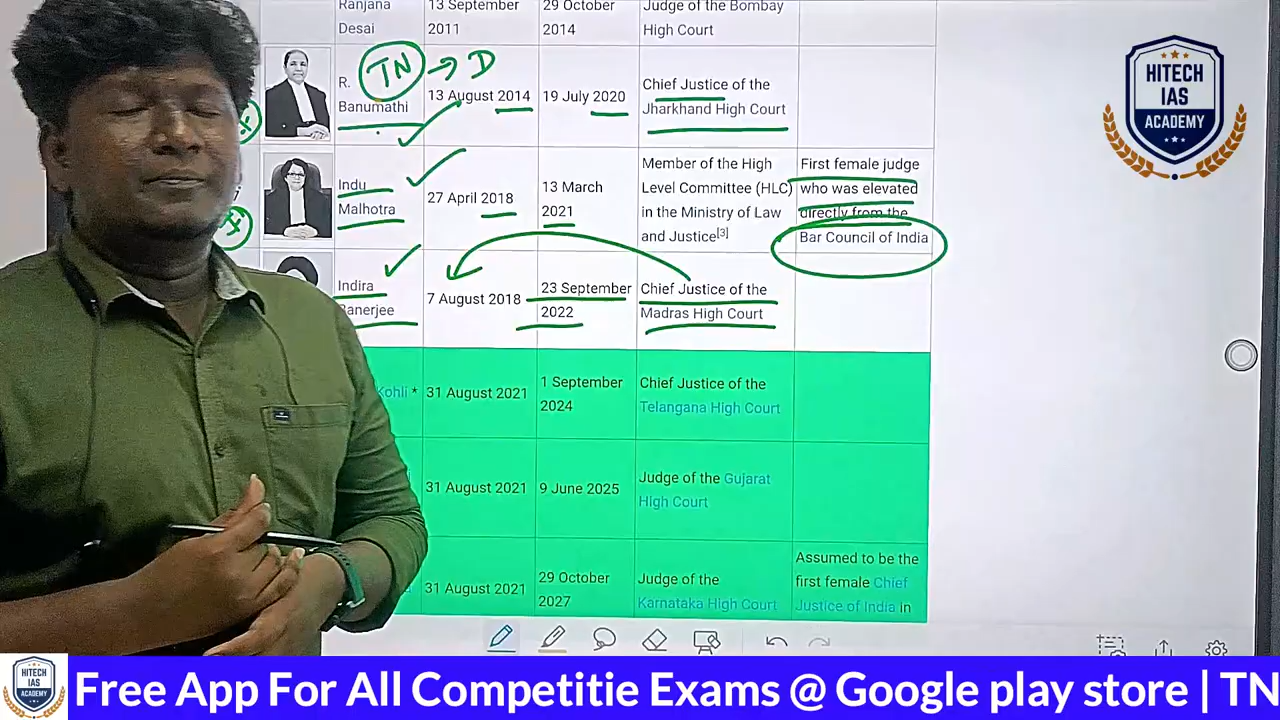 Ranjana
Desai
13 September
2011
29 October
2014
Judge of the Bombay
High Court
TN → D
R.
Banumathi
13 August 2014
19 July 2020
Chief Justice of the
Jharkhand High Court
Indu
Malhotra
27 April 2018
13 March
2021
Member of the High
Level Committee (HLC)
in the Ministry of Law
and Justice[3]
First female judge
who was elevated
directly from the
Bar Council of India
Indira
Banerjee
7 August 2018
23 September
2022
Chief Justice of the
Madras High Court
Kohli *
31 August 2021
1 September
2024
Chief Justice of the
Telangana High Court
31 August 2021
9 June 2025
Judge of the Gujarat
High Court
31 August 2021
29 October
2027
Judge of the
Karnataka High Court
Assumed to be the
first female Chief
Justice of India in
HITECH
IAS
ACADEMY
HITECH
IAS
ACADEMY
Free App For All Competitie Exams @ Google play store | TN